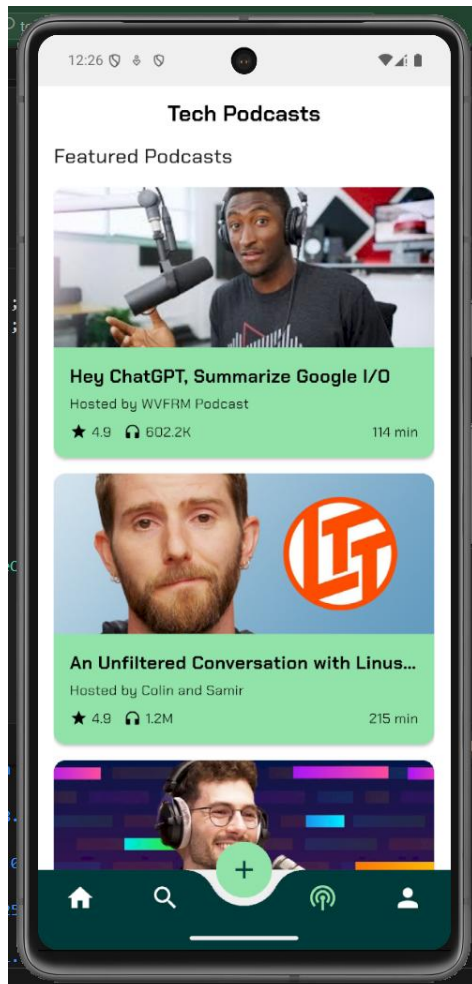 12:26
Tech Podcasts
Featured Podcasts
Hey ChatGPT, Summarize Google I/O
Hosted by WVFRM Podcast
4.9 602.2K 114 min
LTT
An Unfiltered Conversation with Linus...
Hosted by Colin and Samir
4.9 1.2M 215 min
+